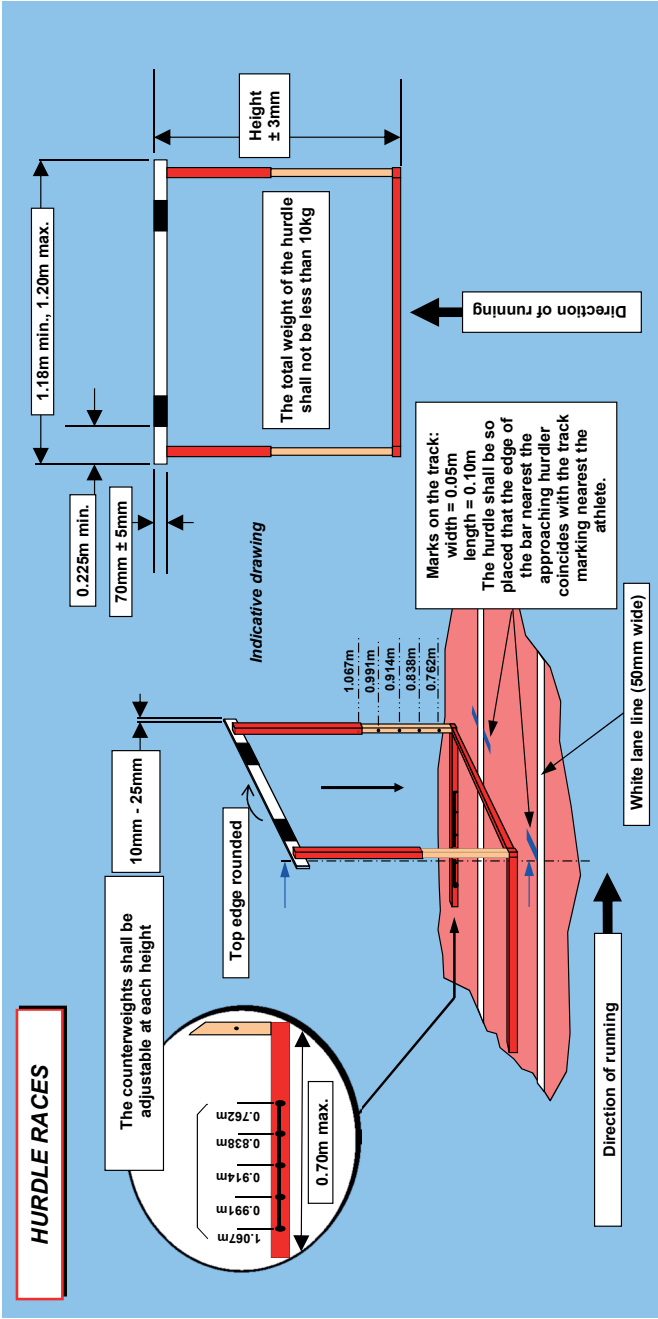 HURDLE RACES
The counterweights shall be
adjustable at each height
10mm - 25mm
Top edge rounded
1.067m
0.991m
0.914m
0.838m
0.762m
0.70m max.
1.067m
0.991m
0.914m
0.838m
0.762m
Indicative drawing
0.225m min.
70mm ± 5mm
1.18m min., 1.20m max.
Height
± 3mm
The total weight of the hurdle
shall not be less than 10kg
Direction of running
Marks on the track:
width = 0.05m
length = 0.10m
The hurdle shall be so
placed that the edge of
the bar nearest the
approaching hurdler
coincides with the track
marking nearest the
athlete.
White lane line (50mm wide)
Direction of running